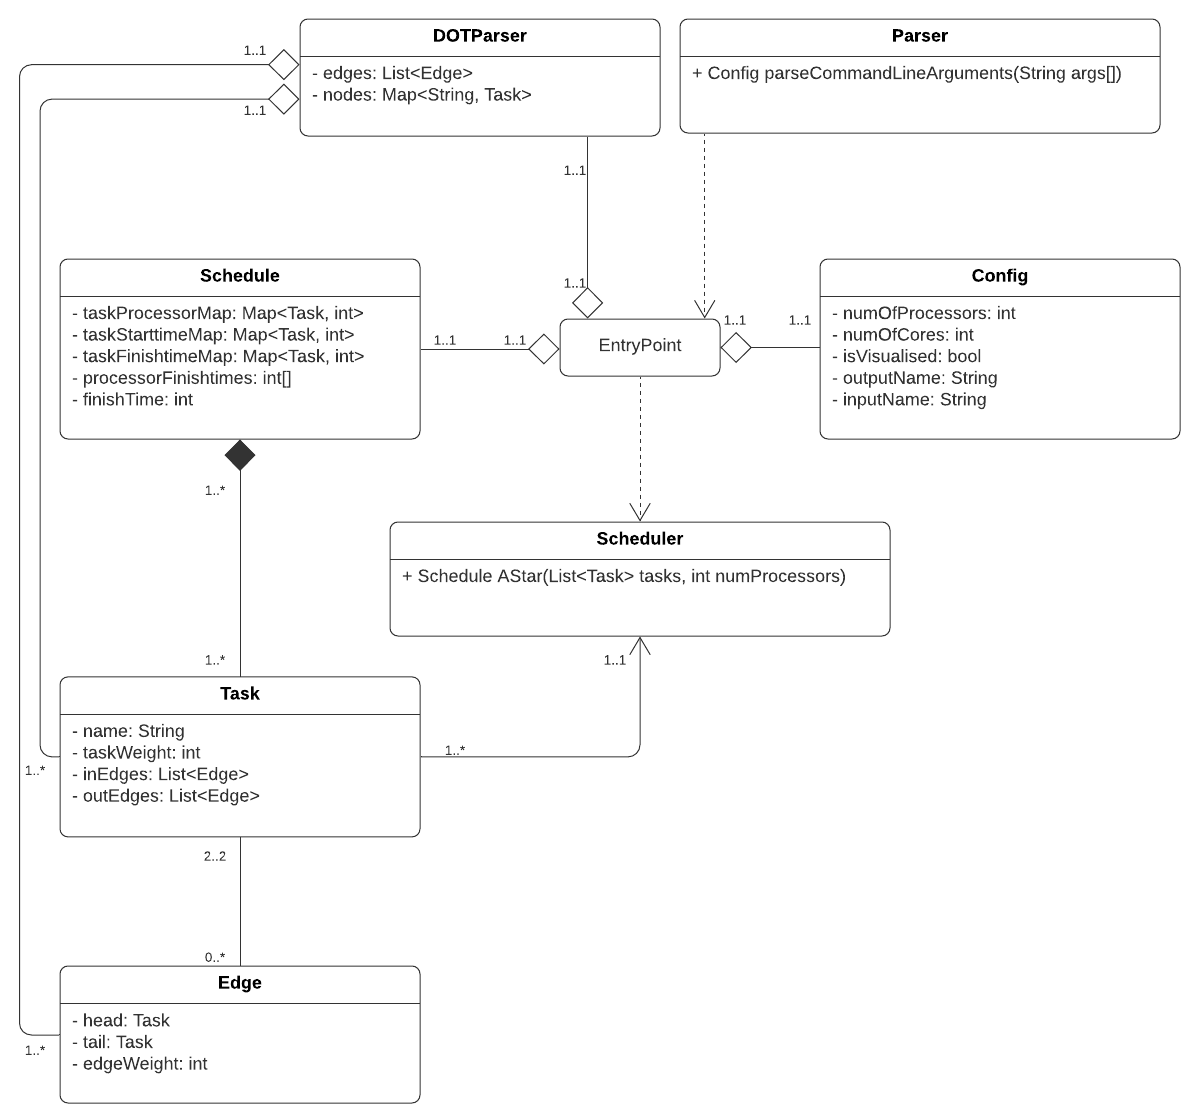 DOTParser
- edges: List<Edge>
- nodes: Map<String, Task>
1..1
1..1
Parser
+ Config parseCommandLineArguments(String args[])
1..1
1..1
Schedule
- taskProcessorMap: Map<Task, int>
- taskStarttimeMap: Map<Task, int>
- taskFinishtimeMap: Map<Task, int>
- processorFinishtimes: int[]
- finishTime: int
1..1
1..1
EntryPoint
1..1
1..1
Config
- numOfProcessors: int
- numOfCores: int
- isVisualised: bool
- outputName: String
- inputName: String
1..*
1..*
Scheduler
+ Schedule AStar(List<Task> tasks, int numProcessors)
1..1
1..*
Task
- name: String
- taskWeight: int
- inEdges: List<Edge>
- outEdges: List<Edge>
1..*
2..2
0..*
Edge
- head: Task
- tail: Task
- edgeWeight: int
1..*